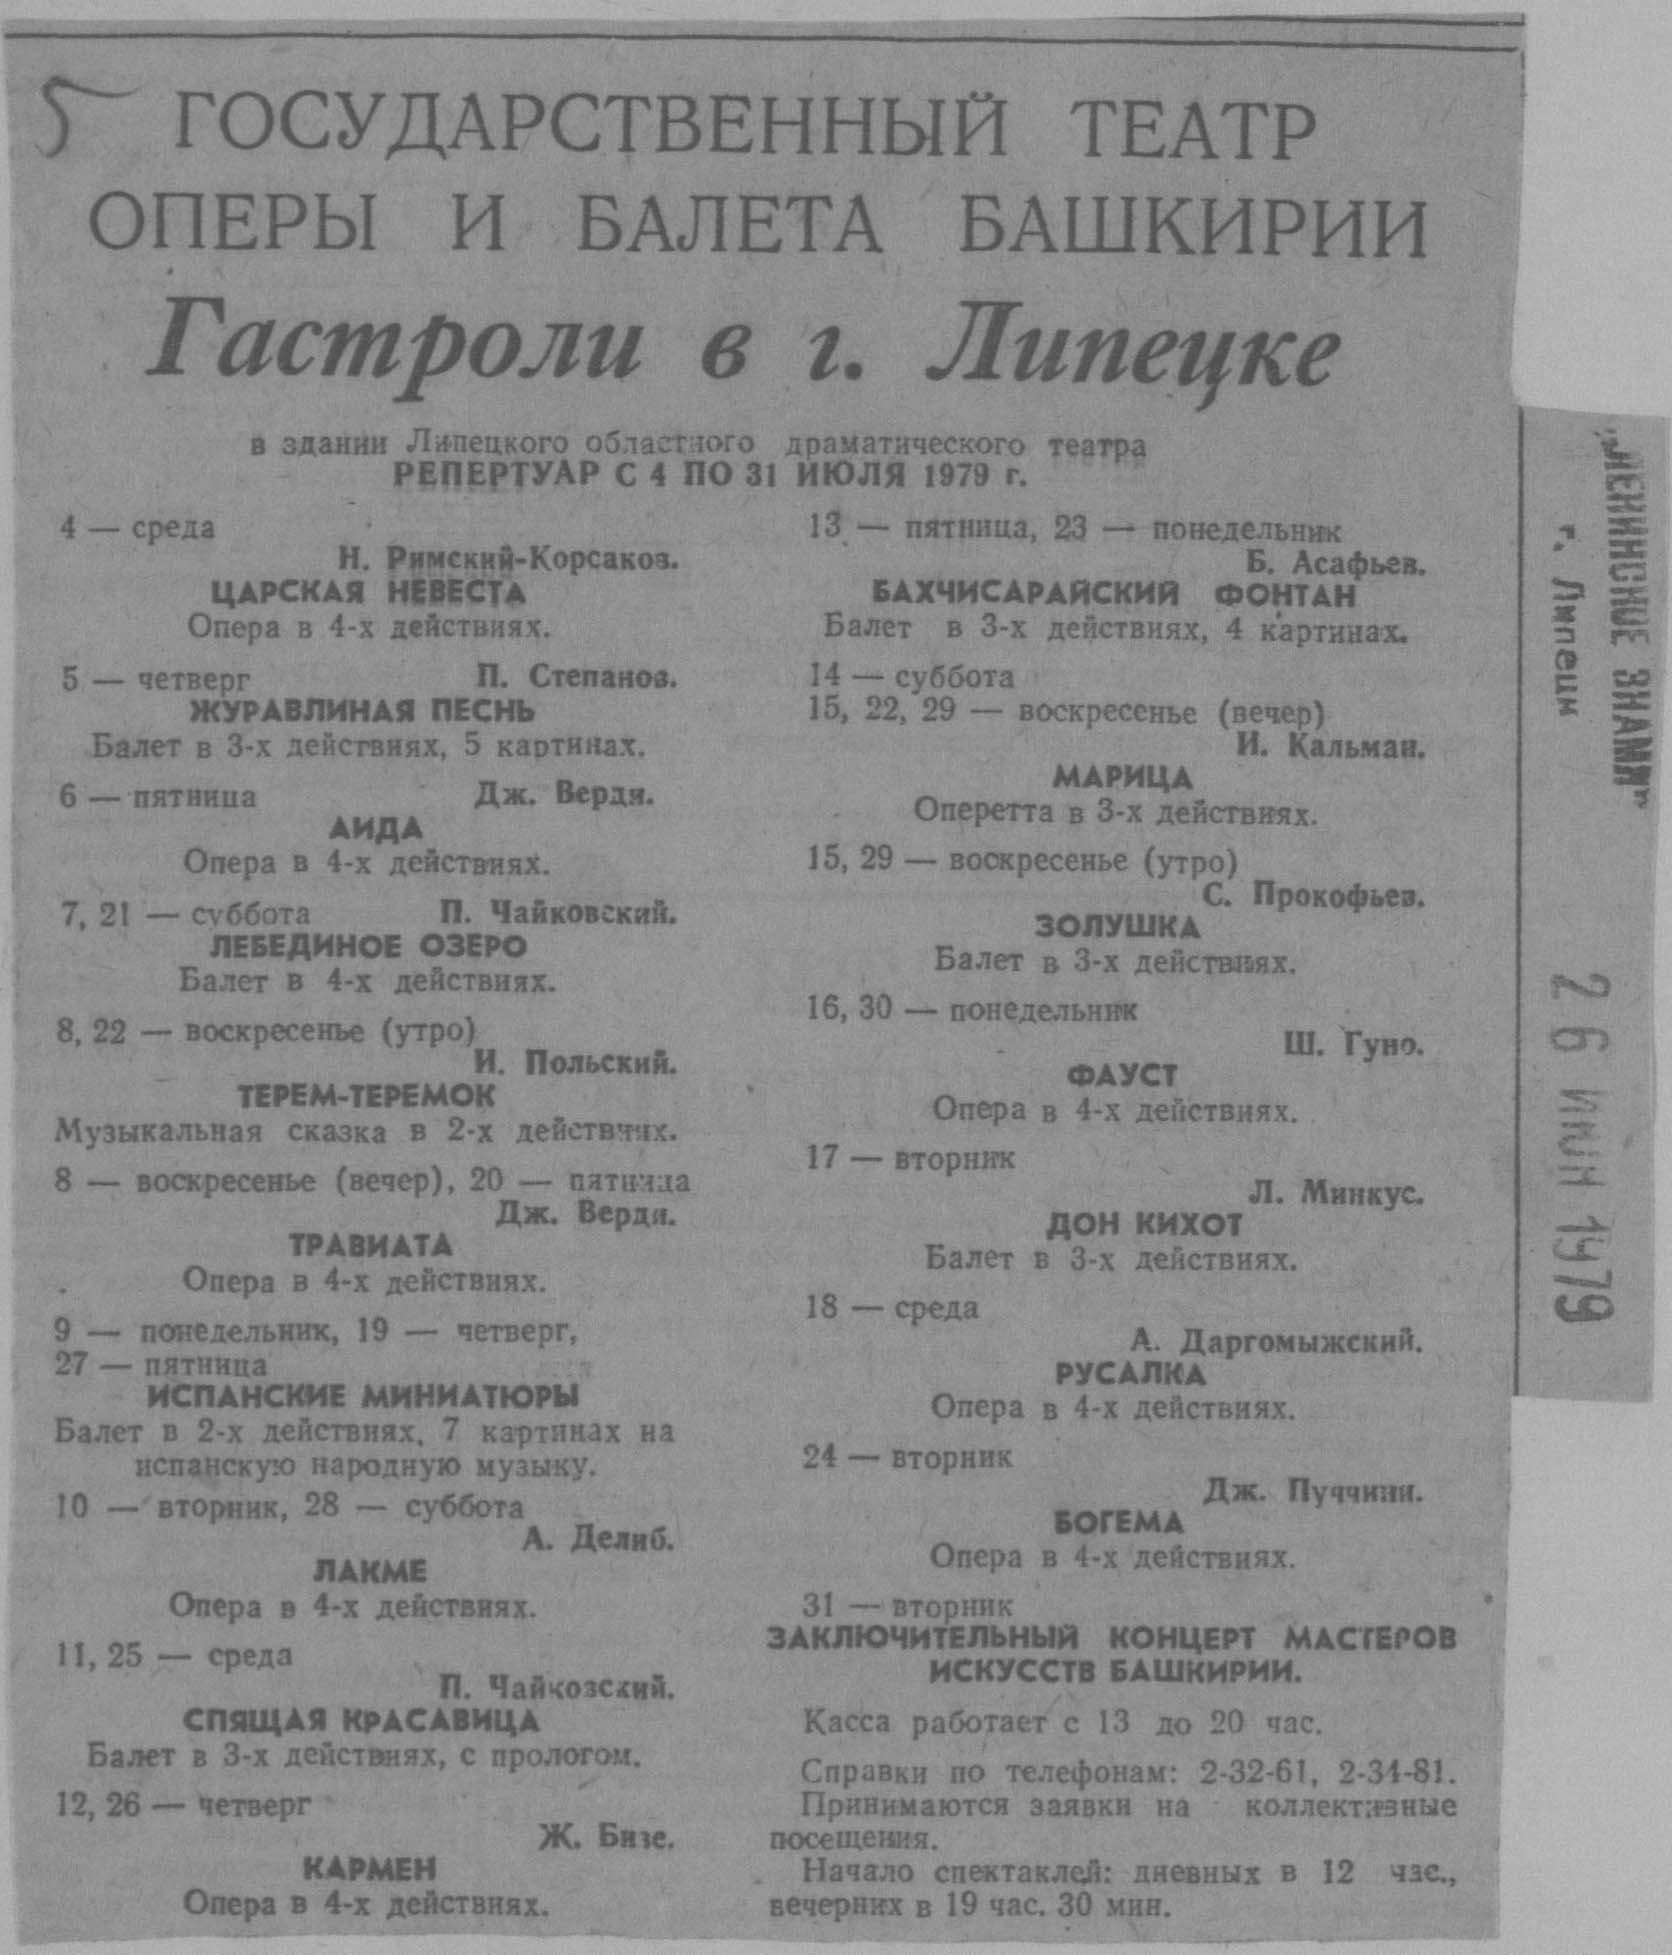 5
ГОСУДАРСТВЕННЫЙ ТЕАТР
ОПЕРЫ И БАЛЕТА БАШКИРИИ
Гастроли в г. Липецке
в здании Липецкого областного драматического театра
РЕПЕРТУАР С 4 ПО 31 ИЮЛЯ 1979 г.
4 — среда
Н. Римский-Корсаков.
ЦАРСКАЯ НЕВЕСТА
Опера в 4-х действиях.
5 — четверг П. Степанов.
ЖУРАВЛИНАЯ ПЕСНЬ
Балет в 3-х действиях, 5 картинах.
6 — пятница Дж. Верди.
АИДА
Опера в 4-х действиях.
7, 21 — суббота П. Чайковский.
ЛЕБЕДИНОЕ ОЗЕРО
Балет в 4-х действиях.
8, 22 — воскресенье (утро)
И. Польский.
ТЕРЕМ-ТЕРЕМОК
Музыкальная сказка в 2-х действиях.
8 — воскресенье (вечер), 20 — пятница
Дж. Верди.
ТРАВИАТА
Опера в 4-х действиях.
9 — понедельник, 19 — четверг,
27 — пятница
ИСПАНСКИЕ МИНИАТЮРЫ
Балет в 2-х действиях, 7 картинах на
испанскую народную музыку.
10 — вторник, 28 — суббота
А. Делиб.
ЛАКМЕ
Опера в 4-х действиях.
11, 25 — среда
П. Чайковский.
СПЯЩАЯ КРАСАВИЦА
Балет в 3-х действиях, с прологом.
12, 26 — четверг
Ж. Бизе.
КАРМЕН
Опера в 4-х действиях.
13 — пятница, 23 — понедельник
Б. Асафьев.
БАХЧИСАРАЙСКИЙ ФОНТАН
Балет в 3-х действиях, 4 картинах.
14 — суббота
15, 22, 29 — воскресенье (вечер)
И. Кальман.
МАРИЦА
Оперетта в 3-х действиях.
15, 29 — воскресенье (утро)
С. Прокофьев.
ЗОЛУШКА
Балет в 3-х действиях.
16, 30 — понедельник
Ш. Гуно.
ФАУСТ
Опера в 4-х действиях.
17 — вторник
Л. Минкус.
ДОН КИХОТ
Балет в 3-х действиях.
18 — среда
А. Даргомыжский.
РУСАЛКА
Опера в 4-х действиях.
24 — вторник
Дж. Пуччини.
БОГЕМА
Опера в 4-х действиях.
31 — вторник
ЗАКЛЮЧИТЕЛЬНЫЙ КОНЦЕРТ МАСТЕРОВ
ИСКУССТВ БАШКИРИИ.
Касса работает с 13 до 20 час.
Справки по телефонам: 2-32-61, 2-34-81.
Принимаются заявки на коллективные
посещения.
Начало спектаклей: дневных в 12 час.,
вечерних в 19 час. 30 мин.
„ЛЕНИНСКОЕ ЗНАМЯ"
г. Липецк
26 ИЮН 1979